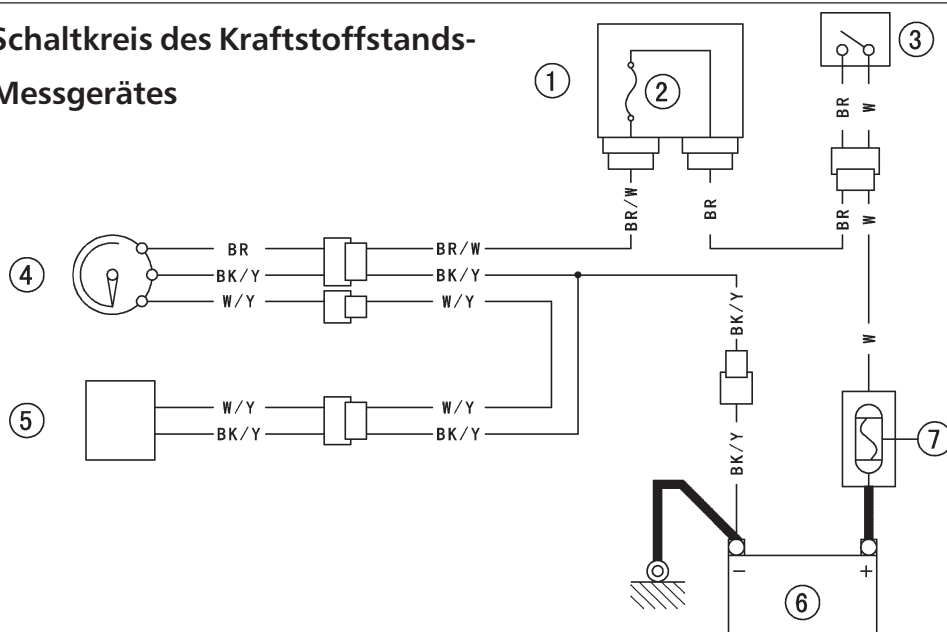 Schaltkreis des Kraftstoffstands-
Messgerätes
1
2
3
BR W
BR/W
BR
BR W
4
BR
BR/W
BK/Y
BK/Y
W/Y
W/Y
BK/Y
W
5
W/Y
W/Y
BK/Y
BK/Y
BK/Y
7
- +
6